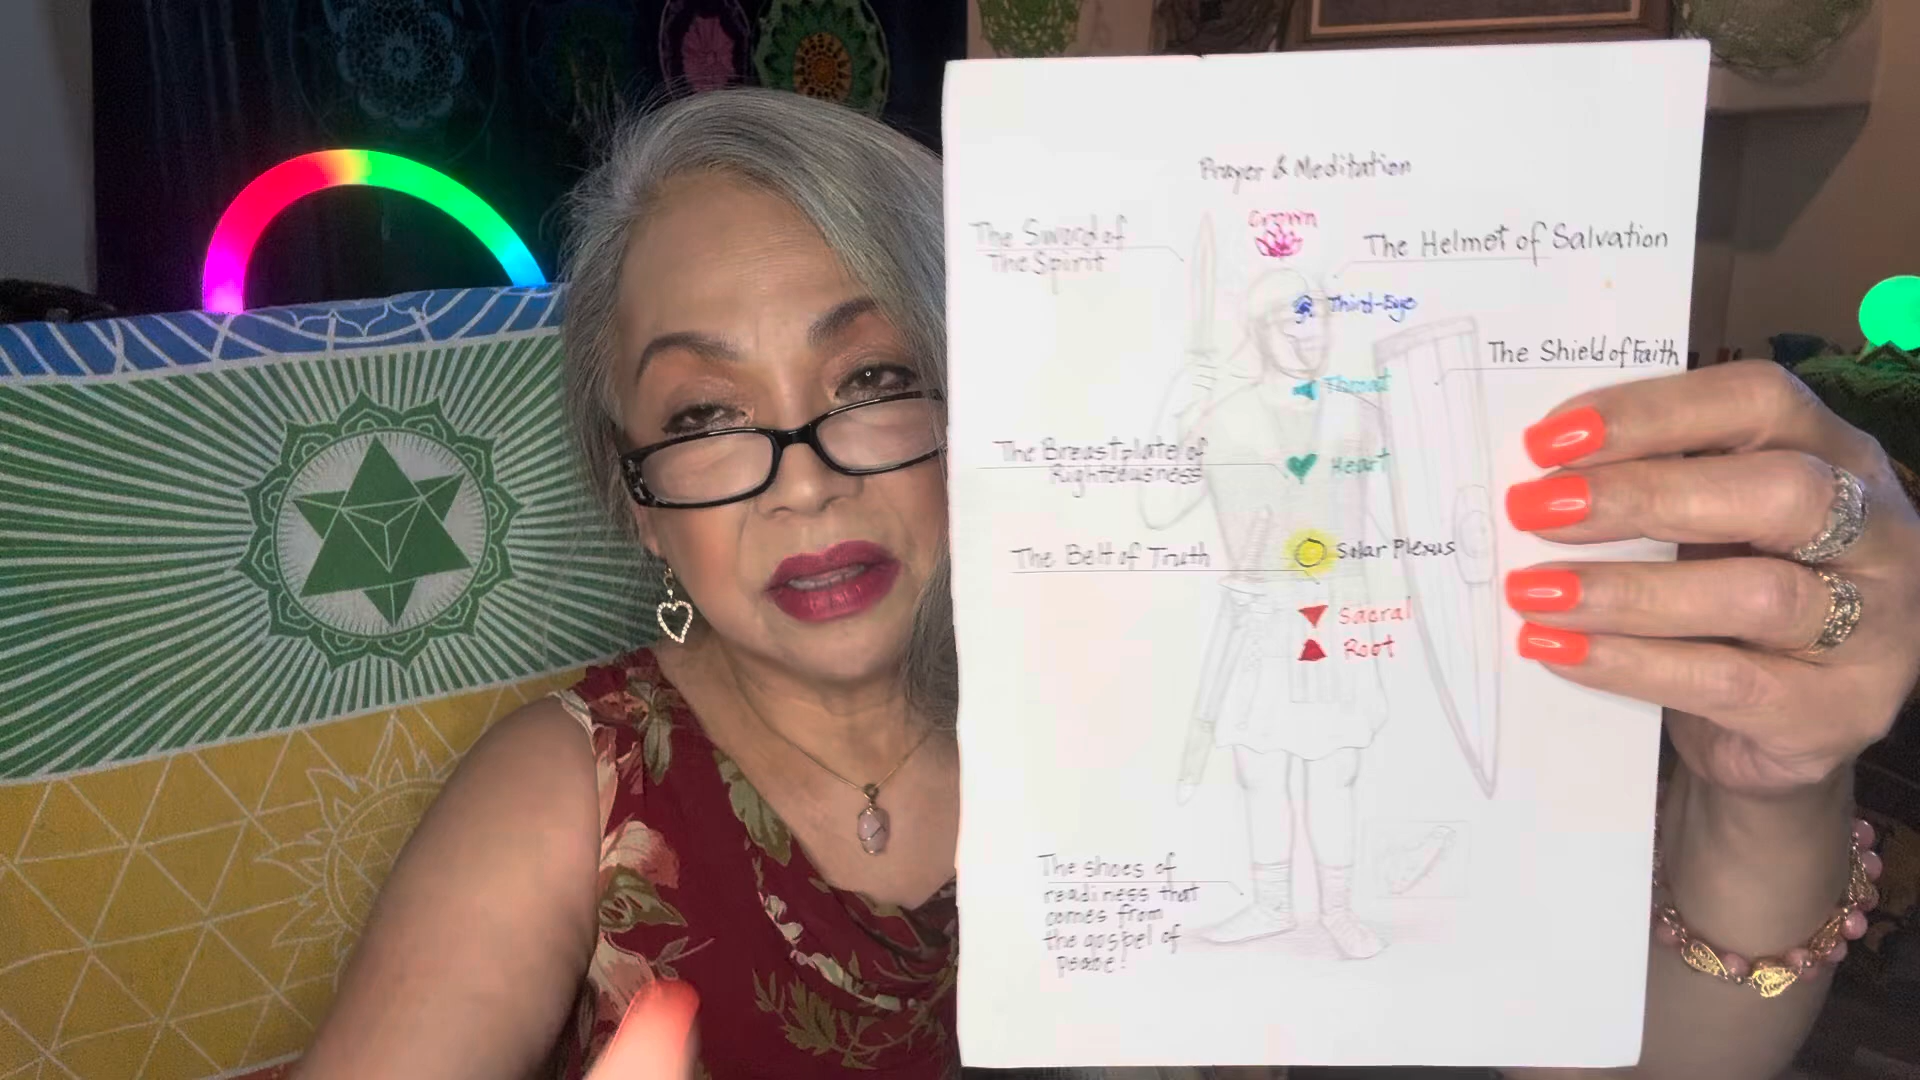 Prayer & Meditation
Crown
The Sword of
The Spirit
The Helmet of Salvation
Third-Eye
The Shield of Faith
Throat
The Breastplate of
Righteousness
Heart
The Belt of Truth
Solar Plexus
Sacral
Root
The shoes of
readiness that
comes from
the gospel of
peace!